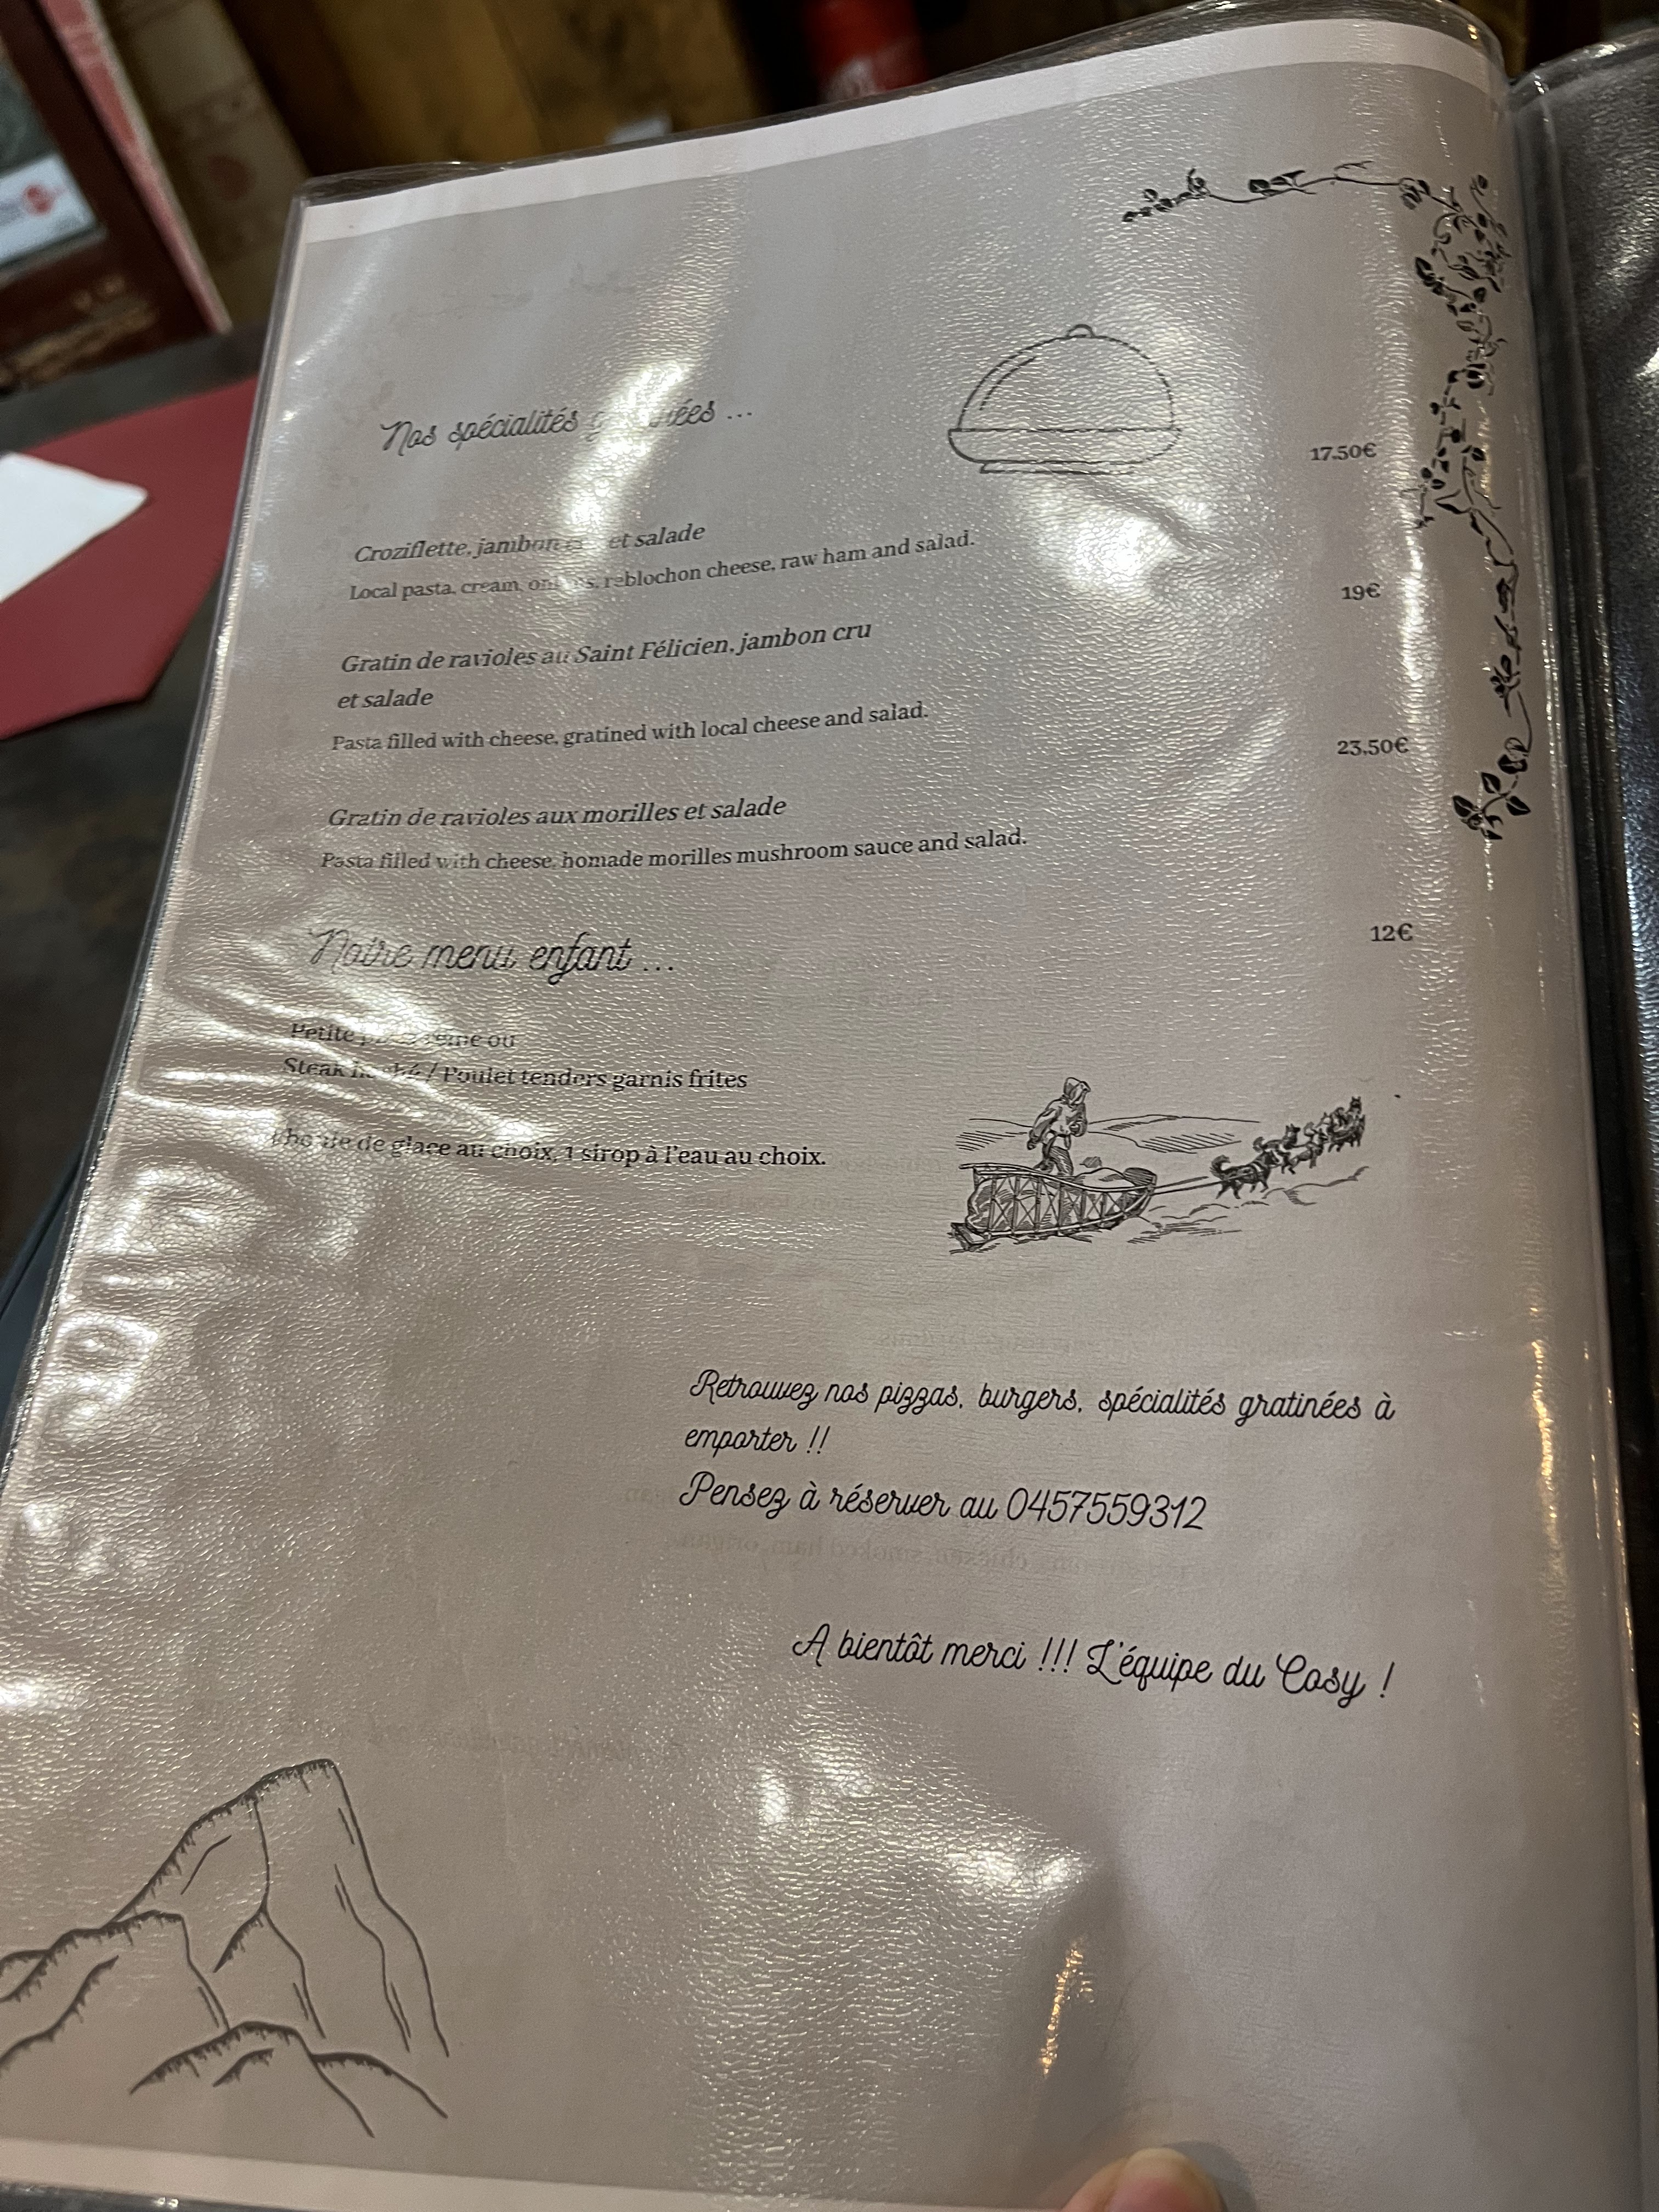 Nos spécialités ...
17.50€
Croziflette, jambon et salade
Local pasta, cream, reblochon cheese, raw ham and salad.
19€
Gratin de ravioles au Saint Félicien, jambon cru
et salade
Pasta filled with cheese, gratined with local cheese and salad.
23,50€
Gratin de ravioles aux morilles et salade
Pasta filled with cheese, homade morilles mushroom sauce and salad.
Notre menu enfant ...
12€
Petite ou
Steak / Poulet tenders garnis frites
de glace au choix, 1 sirop à l'eau au choix.
Retrouvez nos pizzas, burgers, spécialités gratinées à
emporter !!
Pensez à réserver au 0457559312
A bientôt merci !!! L'équipe du Cosy !